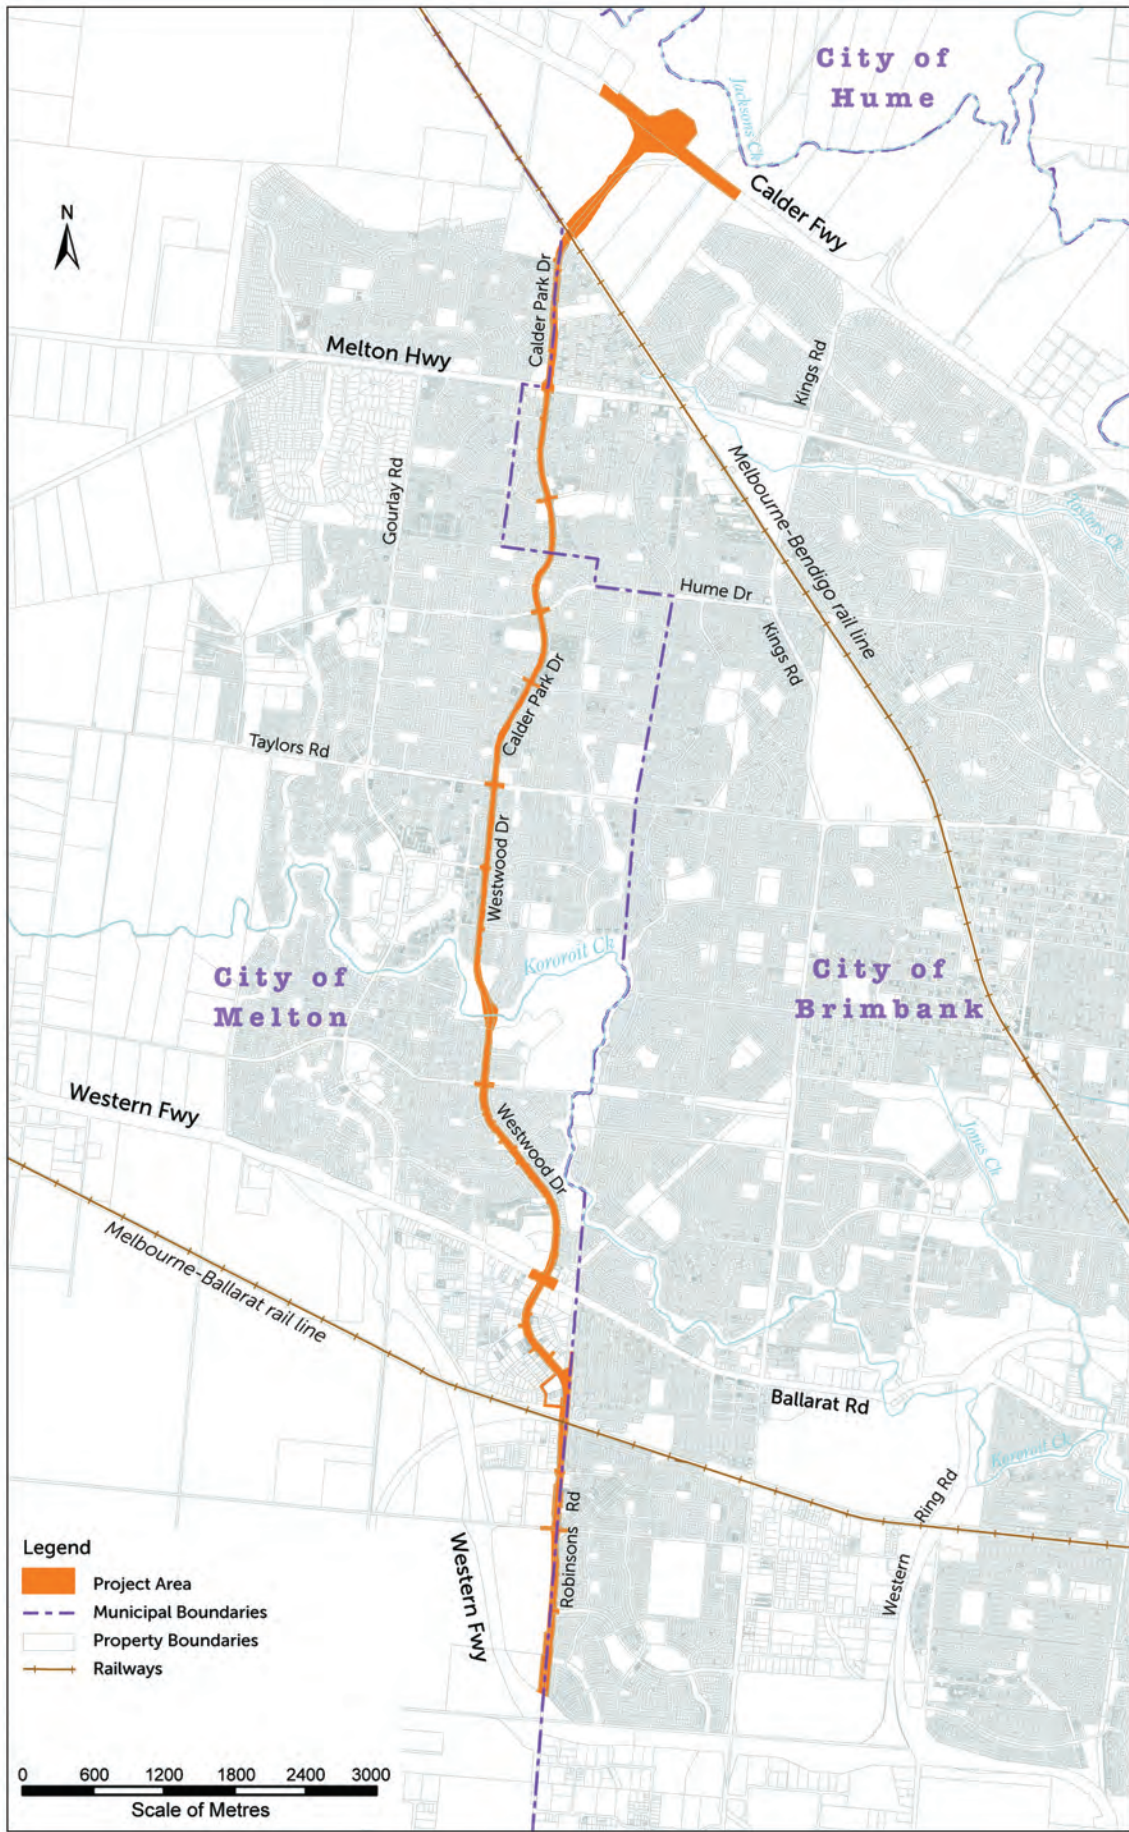 City of
Hume
Jacksons Ck
Calder Fwy
N
Calder Park Dr
Melton Hwy
Kings Rd
Melbourne-Bendigo rail line
Taylors Ck
Gourlay Rd
Hume Dr
Kings Rd
Calder Park Dr
Taylors Rd
Westwood Dr
Kororoit Ck
City of
Melton
City of
Brimbank
Western Fwy
Westwood Dr
Jones Ck
Melbourne-Ballarat rail line
Ballarat Rd
Kororoit Ck
Robinsons Rd
Western Ring Rd
Western Fwy
Legend
Project Area
Municipal Boundaries
Property Boundaries
Railways
0 600 1200 1800 2400 3000
Scale of Metres